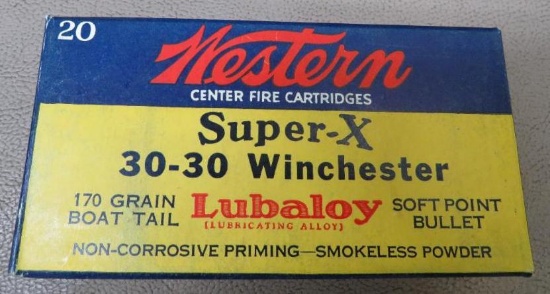 20
Western
CENTER FIRE CARTRIDGES
Super-X
30-30 Winchester
170 GRAIN
BOAT TAIL
Lubaloy
(LUBRICATING ALLOY)
SOFT POINT
BULLET
NON-CORROSIVE PRIMING—SMOKELESS POWDER